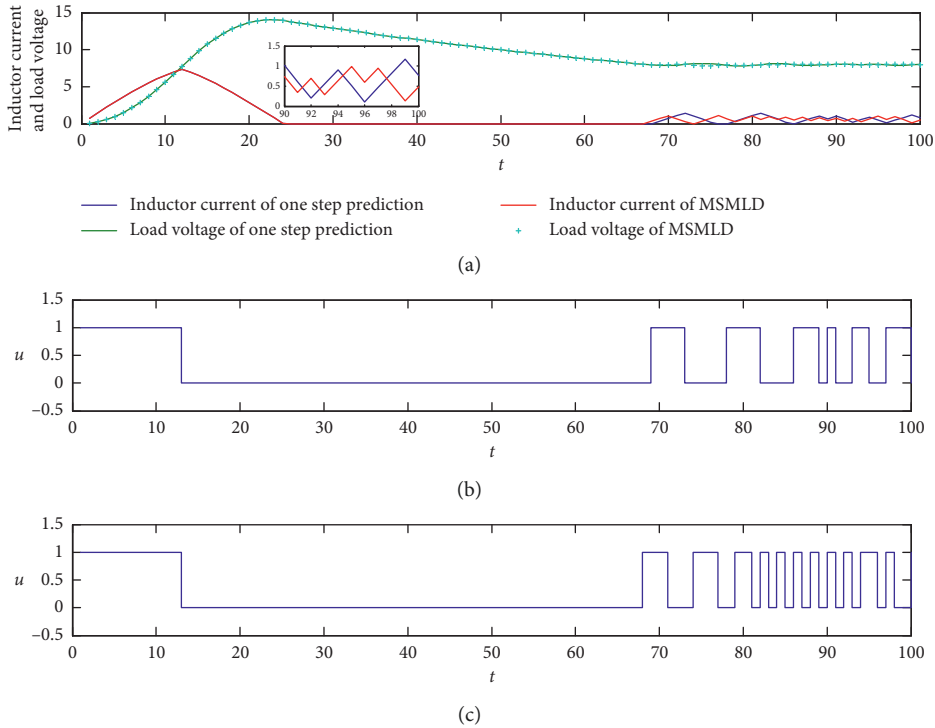 Inductor current
and load voltage
15
10
5
0
1.5
1
0.5
0
90 92 94 96 98 100
0 10 20 30 40 50 60 70 80 90 100
t
Inductor current of one step prediction
Load voltage of one step prediction
Inductor current of MSMLD
Load voltage of MSMLD
(a)
u
1.5
1
0.5
0
–0.5
0 10 20 30 40 50 60 70 80 90 100
t
(b)
u
1.5
1
0.5
0
–0.5
0 10 20 30 40 50 60 70 80 90 100
t
(c)